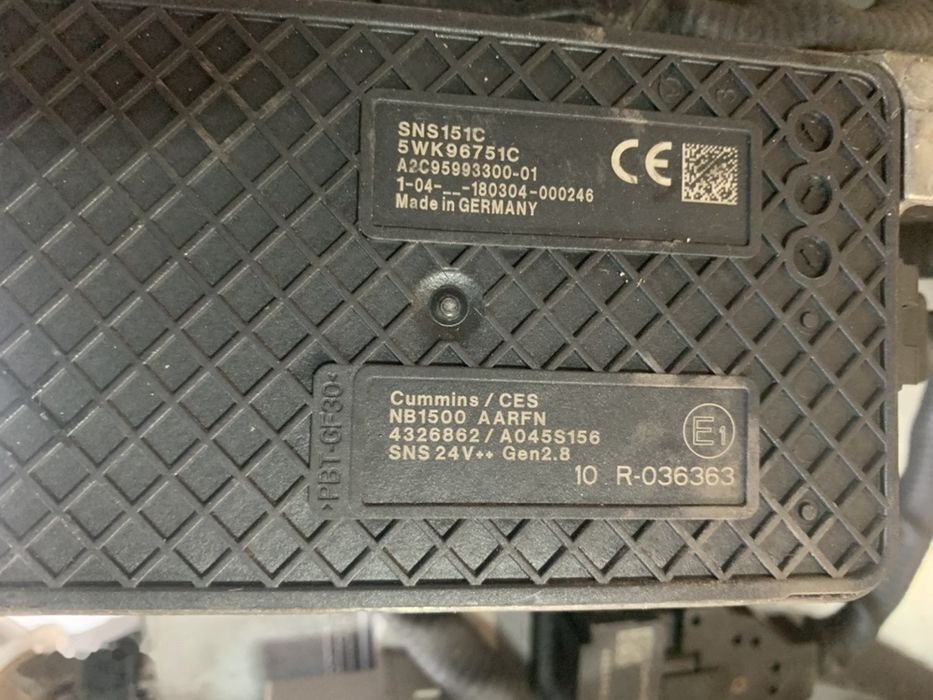 SNS151C
5WK96751C
A2C95993300-01
1-04-__-180304-000246
Made in GERMANY
CE
>PBT-GF30<
Cummins / CES
NB1500 AARFN
4326862 / A045S156
SNS 24V++ Gen2.8
E1
10 R-036363